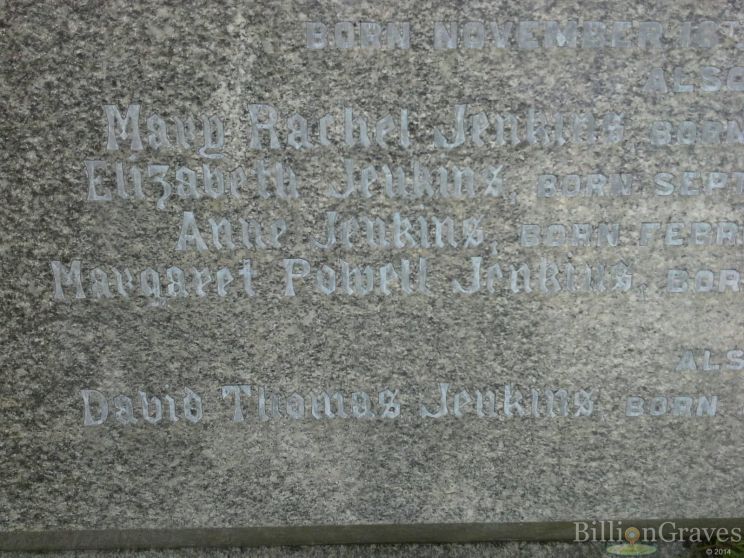 BORN NOVEMBER 18TH
ALSO
Mary Rachel Jenkins, BORN
Elizabeth Jenkins, BORN SEPT
Anne Jenkins, BORN FEBR
Margaret Powell Jenkins, BOR
ALS
David Thomas Jenkins, BORN
BillionGraves
© 2014